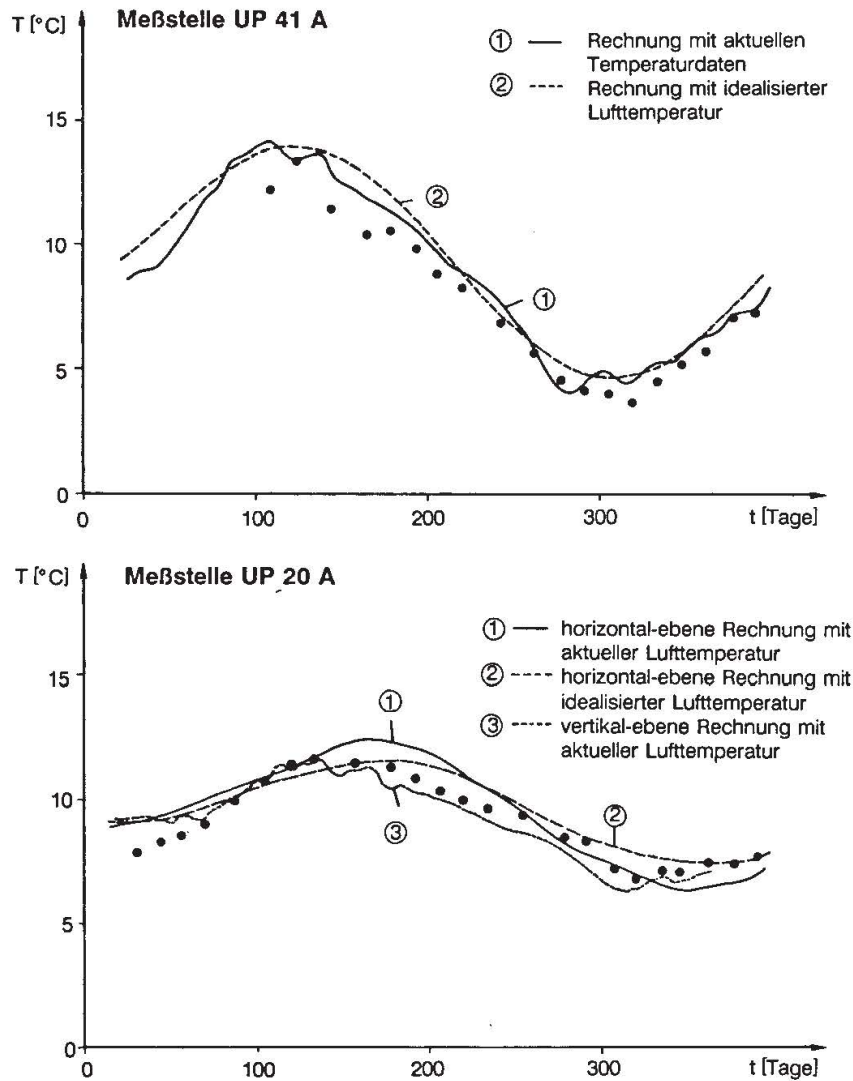 T [°C]
Meßstelle UP 41 A
① Rechnung mit aktuellen
Temperaturdaten
② Rechnung mit idealisierter
Lufttemperatur
15
②
10
①
5
0
0 100 200 300 t [Tage]
T [°C]
Meßstelle UP 20 A
① horizontal-ebene Rechnung mit
aktueller Lufttemperatur
② horizontal-ebene Rechnung mit
idealisierter Lufttemperatur
③ vertikal-ebene Rechnung mit
aktueller Lufttemperatur
15
①
10
③
②
5
0
0 100 200 300 t [Tage]